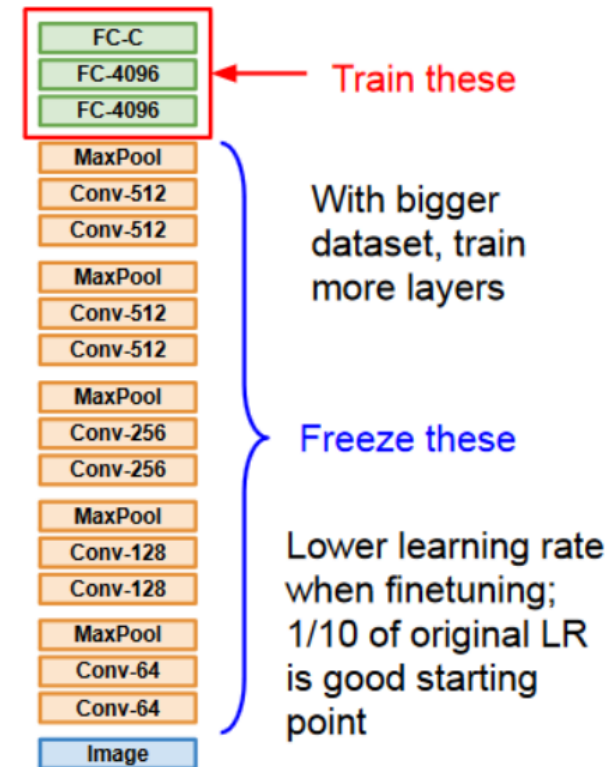 FC-C
FC-4096
FC-4096
Train these
MaxPool
Conv-512
Conv-512
MaxPool
Conv-512
Conv-512
MaxPool
Conv-256
Conv-256
MaxPool
Conv-128
Conv-128
MaxPool
Conv-64
Conv-64
Image
With bigger
dataset, train
more layers
Freeze these
Lower learning rate
when finetuning;
1/10 of original LR
is good starting
point